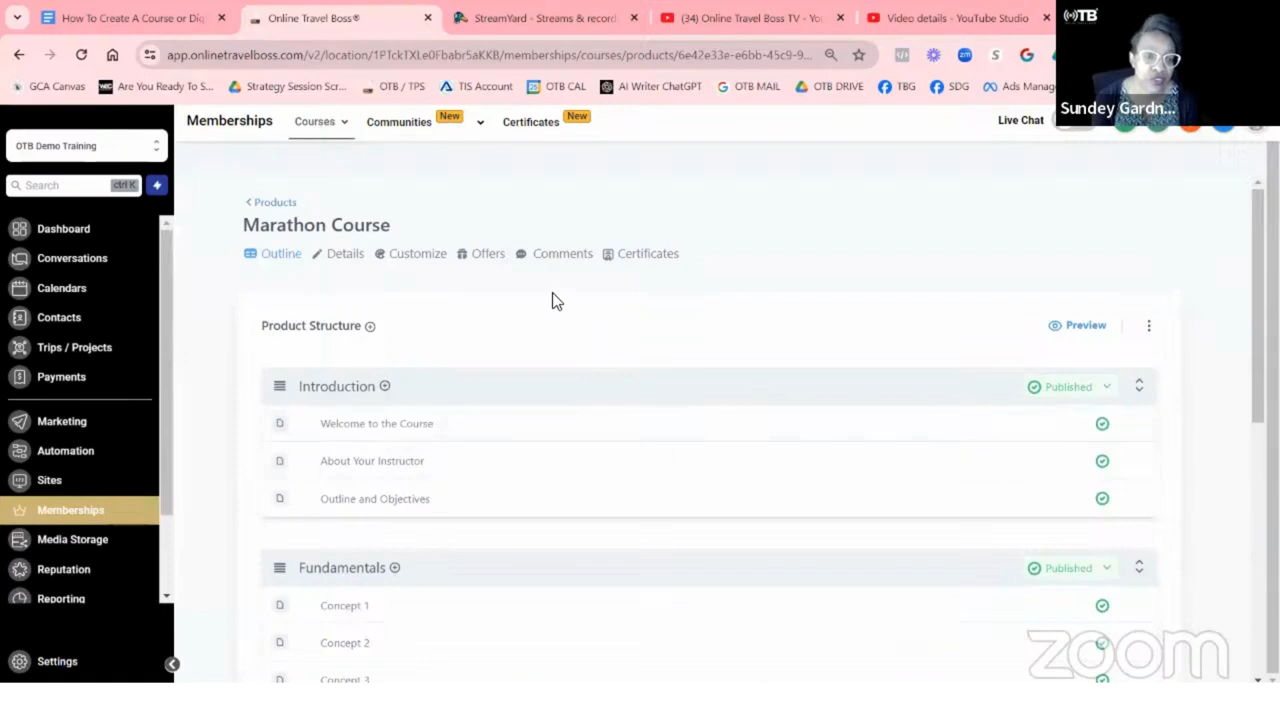 How To Create A Course or Dig
Online Travel Boss®
StreamYard - Streams & record
(34) Online Travel Boss TV - Yo
Video details - YouTube Studio
app.onlinetravelboss.com/v2/location/1PTckTXLe0Fbabr5aKKB/memberships/courses/products/6e42e33e-e6bb-45c9-9...
GCA Canvas
Are You Ready To S...
Strategy Session Scr...
OTB / TPS
TIS Account
OTB CAL
AI Writer ChatGPT
OTB MAIL
OTB DRIVE
TBG
SDG
Ads Manag
OTB
Sundey Gardn...
Memberships
Courses
Communities
New
Certificates
New
Live Chat
OTB Demo Training
Search
ctrl K
Dashboard
Conversations
Calendars
Contacts
Trips / Projects
Payments
Marketing
Automation
Sites
Memberships
Media Storage
Reputation
Reporting
Settings
Products
Marathon Course
Outline
Details
Customize
Offers
Comments
Certificates
Product Structure
Preview
Introduction
Published
Welcome to the Course
About Your Instructor
Outline and Objectives
Fundamentals
Published
Concept 1
Concept 2
Concept 3
zoom